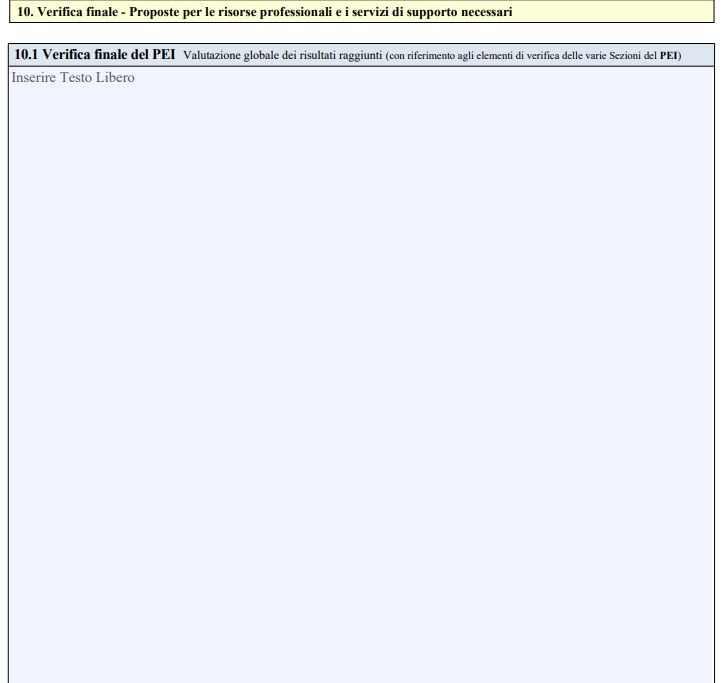 10. Verifica finale - Proposte per le risorse professionali e i servizi di supporto necessari
10.1 Verifica finale del PEI Valutazione globale dei risultati raggiunti (con riferimento agli elementi di verifica delle varie Sezioni del PEI)
Inserire Testo Libero